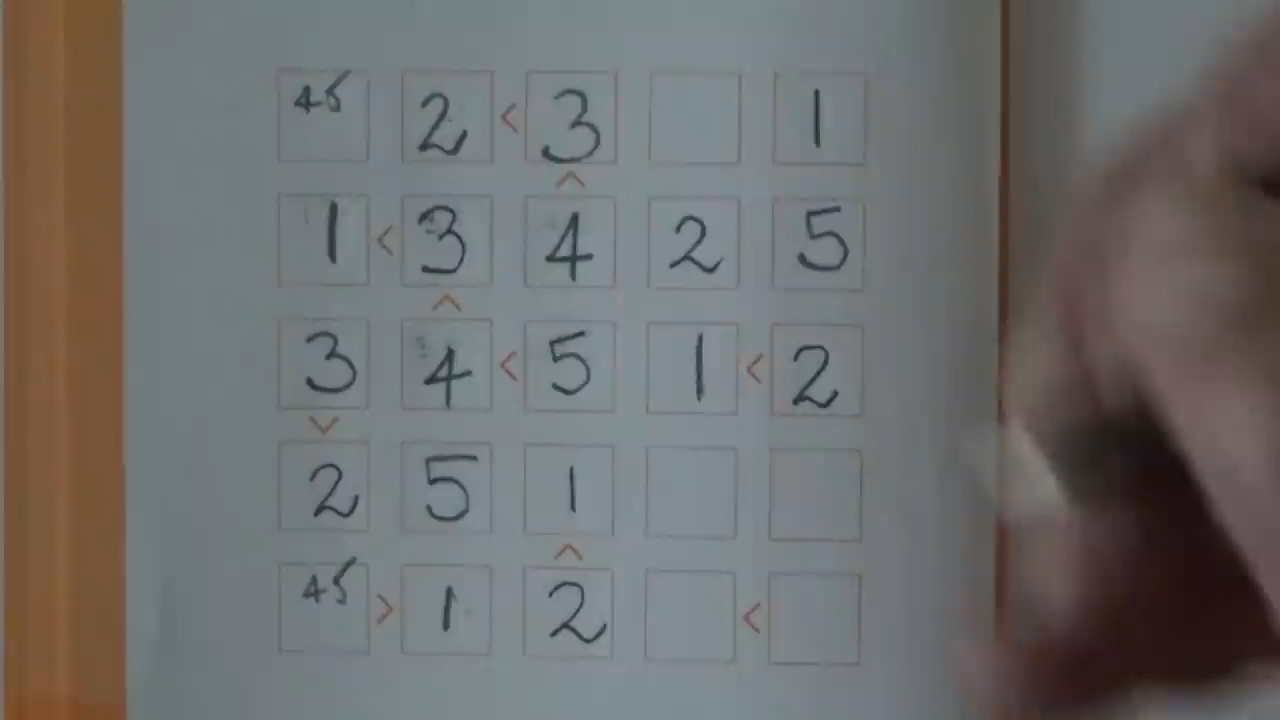 45 2 < 3 1
^
1 < 3 4 2 5
^
3 4 < 5 1 < 2
v
2 5 1
^
45 > 1 2 <